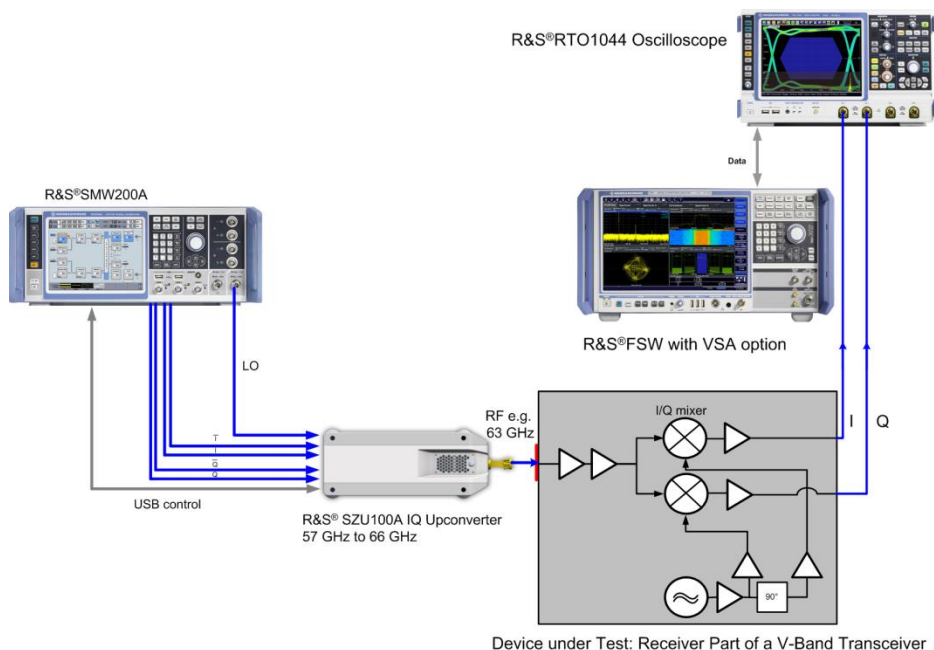 R&S®RTO1044 Oscilloscope
Data
R&S®SMW200A
R&S®FSW with VSA option
LO
RF e.g.
63 GHz
I/Q mixer
I Q
USB control
R&S® SZU100A IQ Upconverter
57 GHz to 66 GHz
90°
Device under Test: Receiver Part of a V-Band Transceiver